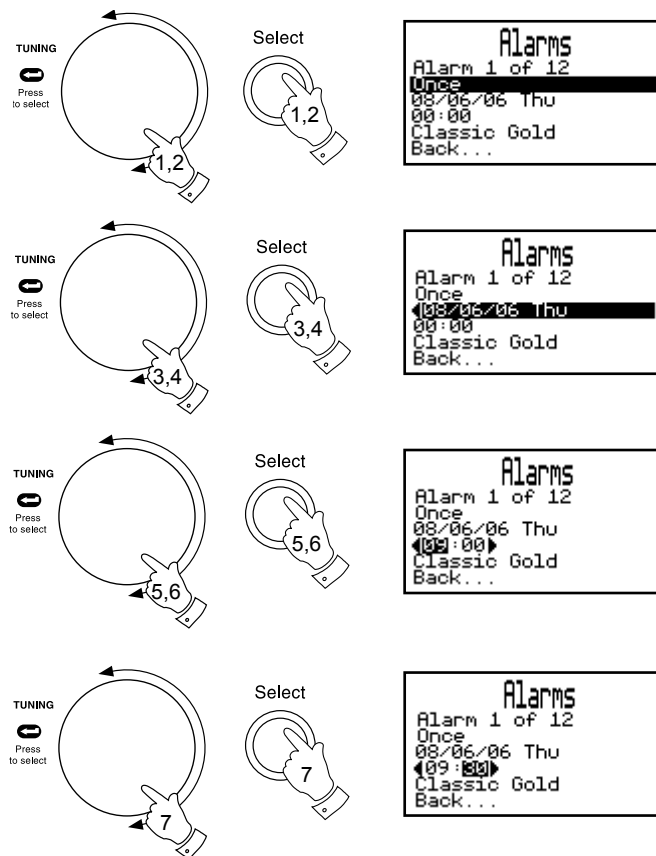 TUNING
Press
to select
1,2
Select
1,2
Alarms
Alarm 1 of 12
Once
08/06/06 Thu
00:00
Classic Gold
Back...
TUNING
Press
to select
3,4
Select
3,4
Alarms
Alarm 1 of 12
Once
08/06/06 Thu
00:00
Classic Gold
Back...
TUNING
Press
to select
5,6
Select
5,6
Alarms
Alarm 1 of 12
Once
08/06/06 Thu
09:00
Classic Gold
Back...
TUNING
Press
to select
7
Select
7
Alarms
Alarm 1 of 12
Once
08/06/06 Thu
09:30
Classic Gold
Back...